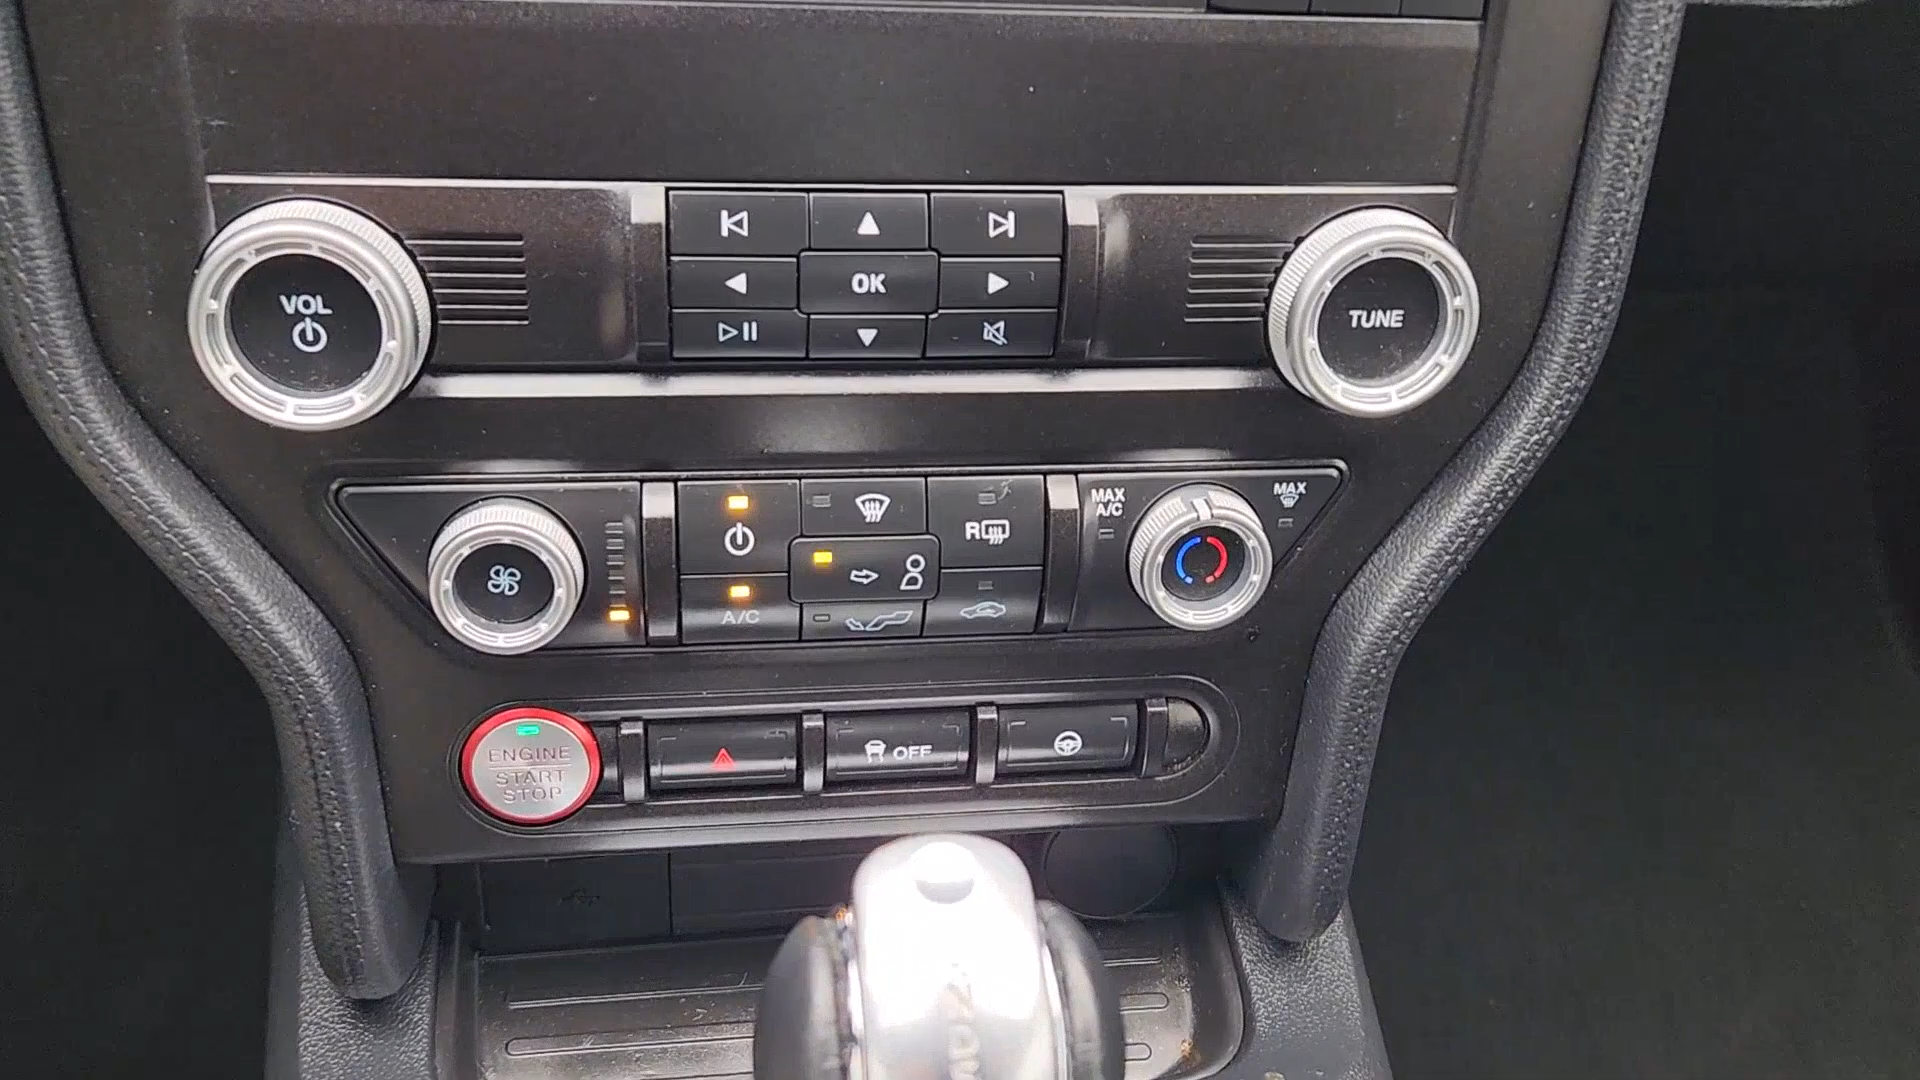 VOL
OK
TUNE
MAX
A/C
MAX
R
A/C
ENGINE
START
STOP
OFF